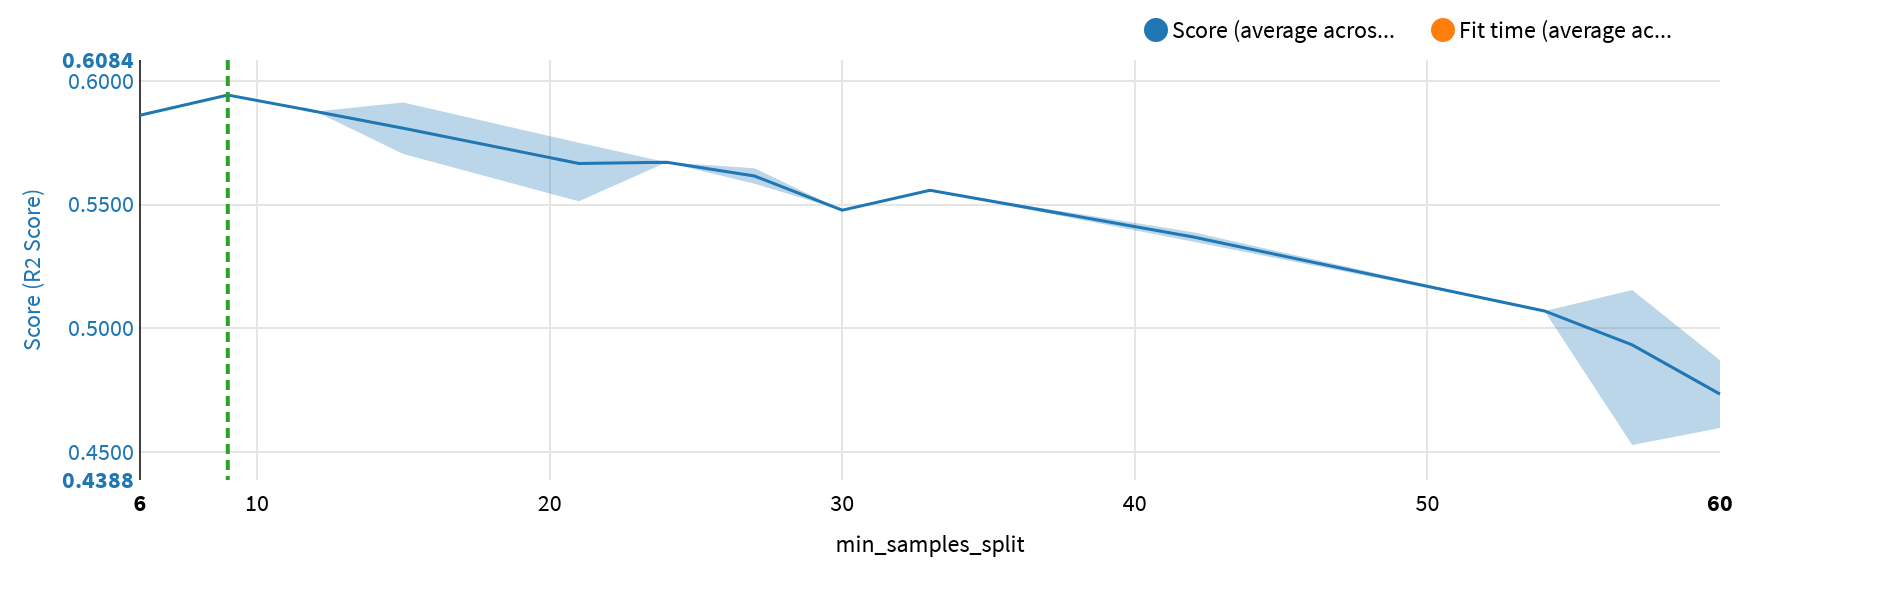 Score (average acros...
Fit time (average ac...
0.6084
0.6000
0.5500
0.5000
0.4500
0.4388
Score (R2 Score)
6 10 20 30 40 50 60
min_samples_split